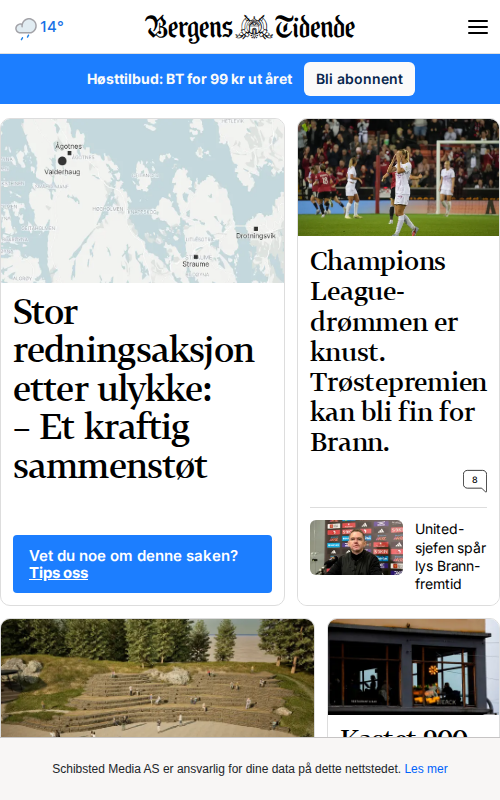 14°
Bergens Tidende
Høsttilbud: BT for 99 kr ut året
Bli abonnent
Ågotnes
Valderhaug
Drotningsvik
Straume
Stor
redningsaksjon
etter ulykke:
– Et kraftig
sammenstøt
Vet du noe om denne saken?
Tips oss
Champions
League-
drømmen er
knust.
Trøstepremien
kan bli fin for
Brann.
8
United-
sjefen spår
lys Brann-
fremtid
Kastet 900
Schibsted Media AS er ansvarlig for dine data på dette nettstedet. Les mer